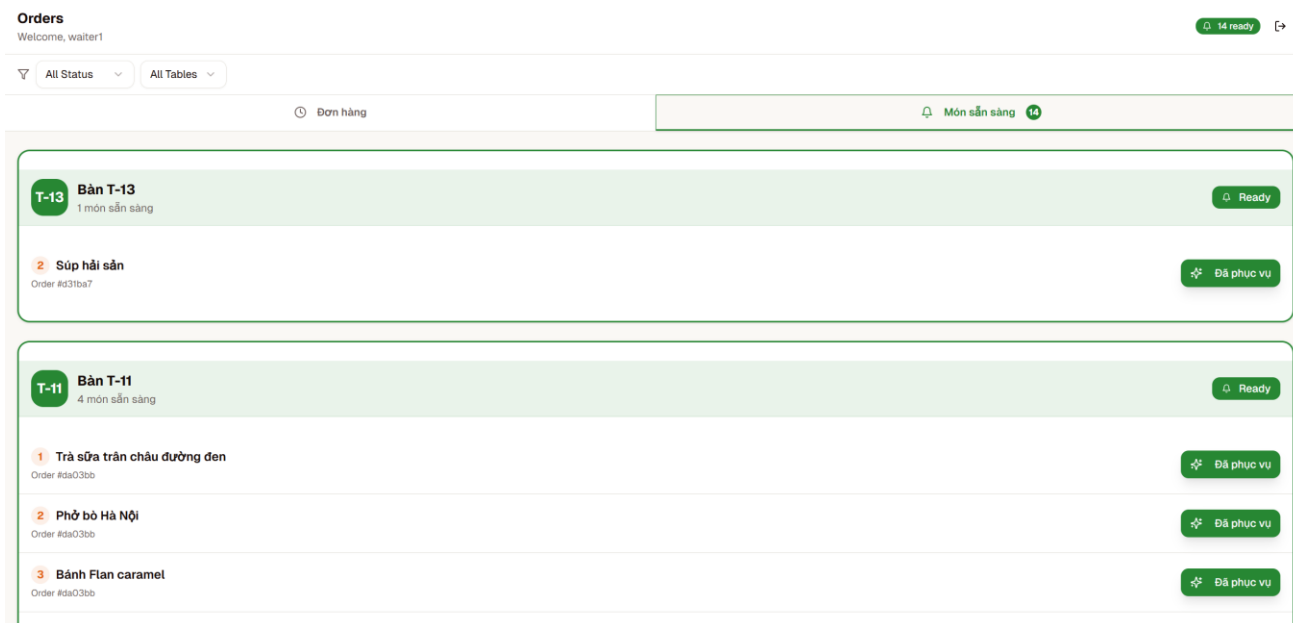 Orders
Welcome, waiter1
14 ready
All Status
All Tables
Đơn hàng
Món sẵn sàng 14
T-13
Bàn T-13
1 món sẵn sàng
Ready
2 Súp hải sản
Order #d31ba7
Đã phục vụ
T-11
Bàn T-11
4 món sẵn sàng
Ready
1 Trà sữa trân châu đường đen
Order #da03bb
Đã phục vụ
2 Phở bò Hà Nội
Order #da03bb
Đã phục vụ
3 Bánh Flan caramel
Order #da03bb
Đã phục vụ